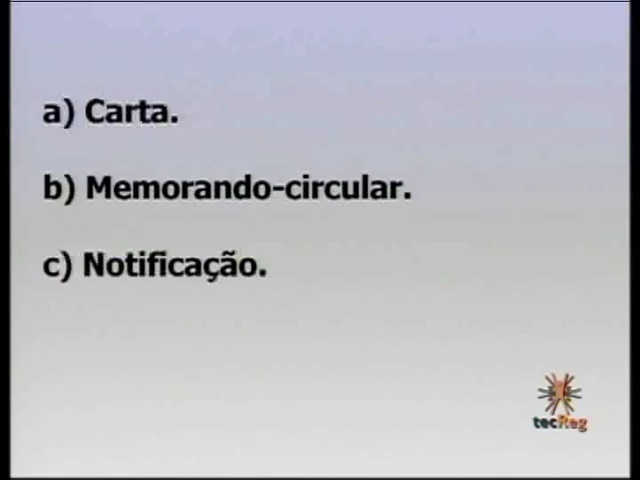 a) Carta.
b) Memorando-circular.
c) Notificação.
tecReg